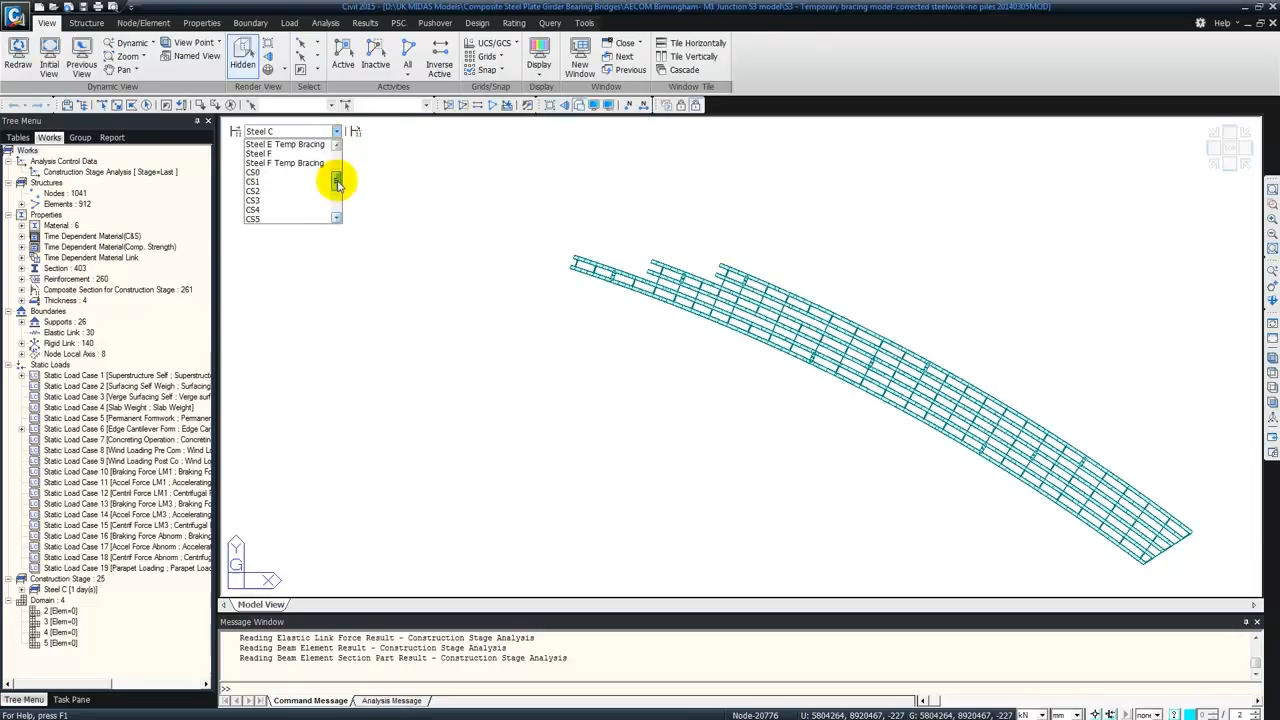 Civil 2015 - [D:\UK MIDAS Models\Composite Steel Plate Girder Bearing Bridges\AECOM Birmingham- M1 Junction S3 model\S3 - Temporary bracing model-corrected steelwork-no piles 20140305MOD]
View Structure Node/Element Properties Boundary Load Analysis Results PSC Pushover Design Rating Query Tools Help
Redraw Initial View Previous View Dynamic Zoom Pan View Point Named View Hidden Active Inactive All Inverse Active UCS/GCS Grids Snap Display New Window Close Next Previous Tile Horizontally Tile Vertically Cascade
Dynamic View Render View Select Activities Grids/Snap Display Window Tile
Tree Menu
Tables Works Group Report
Works
Analysis Control Data
Construction Stage Analysis [ Stage=Last ]
Structures
Nodes : 1041
Elements : 912
Properties
Material : 6
Time Dependent Material(C&S)
Time Dependent Material(Comp. Strength)
Time Dependent Material Link
Section : 403
Reinforcement : 260
Composite Section for Construction Stage : 261
Thickness : 4
Boundaries
Supports : 26
Elastic Link : 30
Rigid Link : 140
Node Local Axis : 8
Static Loads
Static Load Case 1 [Superstructure Self ; Superstruct
Static Load Case 2 [Surfacing Self Weigh ; Surfacing
Static Load Case 3 [Verge Surfacing Self ; Verge surf
Static Load Case 4 [Slab Weight ; Slab Weight]
Static Load Case 5 [Permanent Formwork ; Permanen
Static Load Case 6 [Edge Cantilever Form ; Edge Car
Static Load Case 7 [Concreting Operation ; Concretin
Static Load Case 8 [Wind Loading Pre Com ; Wind L
Static Load Case 9 [Wind Loading Post Co ; Wind L
Static Load Case 10 [Braking Force LM1 ; Braking F
Static Load Case 11 [Accel Force LM1 ; Acceleratin
Static Load Case 12 [Centril Force LM1 ; Centrifugal
Static Load Case 13 [Braking Force LM3 ; Braking F
Static Load Case 14 [Accel Force LM3 ; Acceleratin
Static Load Case 15 [Centrif Force LM3 ; Centrifugal
Static Load Case 16 [Braking Force Abnorm ; Braking
Static Load Case 17 [Accel Force Abnorm ; Accelerat
Static Load Case 18 [Centrif Force Abnorm ; Centrifu
Static Load Case 19 [Parapet Loading ; Parapet Load
Construction Stage : 25
Steel C [1 day(s)]
Domain : 4
2 [Elem=0]
3 [Elem=0]
4 [Elem=0]
5 [Elem=0]
Tree Menu Task Pane
Steel C
Steel E Temp Bracing
Steel F
Steel F Temp Bracing
CS0
CS1
CS2
CS3
CS4
CS5
Y
G
X
Model View
Message Window
Reading Elastic Link Force Result - Construction Stage Analysis
Reading Beam Element Result - Construction Stage Analysis
Reading Beam Element Section Part Result - Construction Stage Analysis
>>
Command Message Analysis Message
For Help, press F1
Node-20776 U: 5804264, 8920467, -227 G: 5804264, 8920467, -227 kN mm none 0 / 2